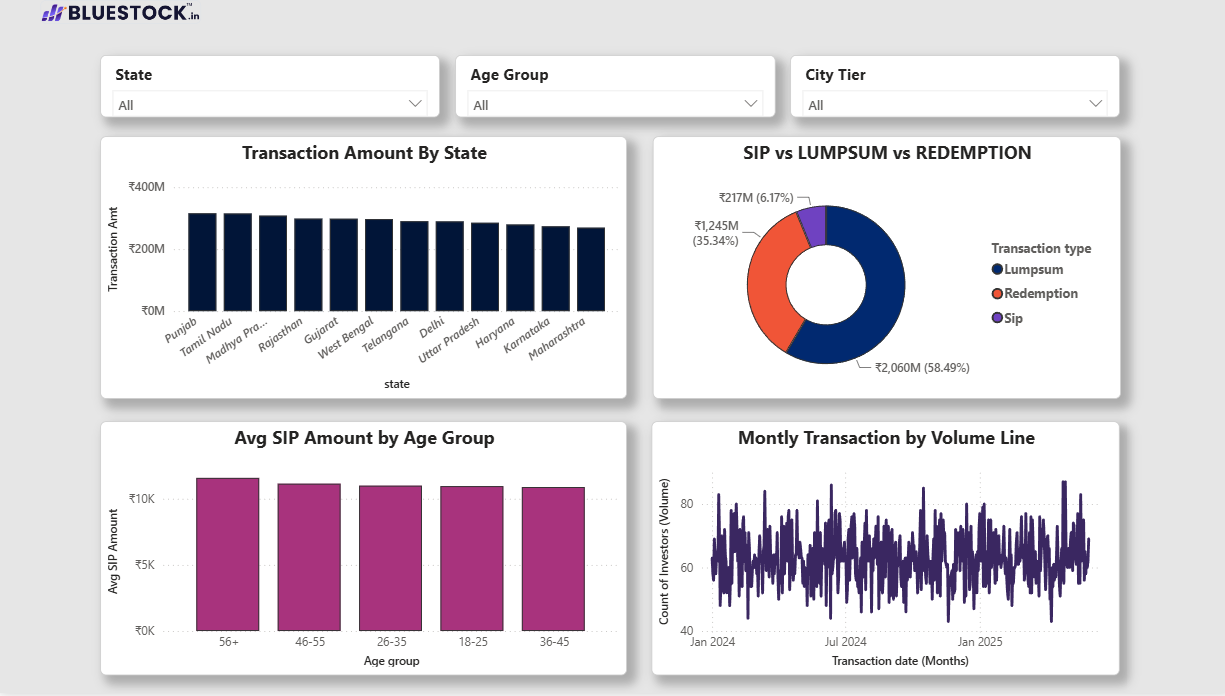 BLUESTOCK.in
TM
State
All
Age Group
All
City Tier
All
Transaction Amount By State
Transaction Amt
₹400M
₹200M
₹0M
Punjab
Tamil Nadu
Madhya Pra...
Rajasthan
Gujarat
West Bengal
Telangana
Delhi
Uttar Pradesh
Haryana
Karnataka
Maharashtra
state
SIP vs LUMPSUM vs REDEMPTION
₹217M (6.17%)
₹1,245M
(35.34%)
₹2,060M (58.49%)
Transaction type
Lumpsum
Redemption
Sip
Avg SIP Amount by Age Group
Avg SIP Amount
₹10K
₹5K
₹0K
56+
46-55
26-35
18-25
36-45
Age group
Montly Transaction by Volume Line
Count of Investors (Volume)
80
60
40
Jan 2024
Jul 2024
Jan 2025
Transaction date (Months)